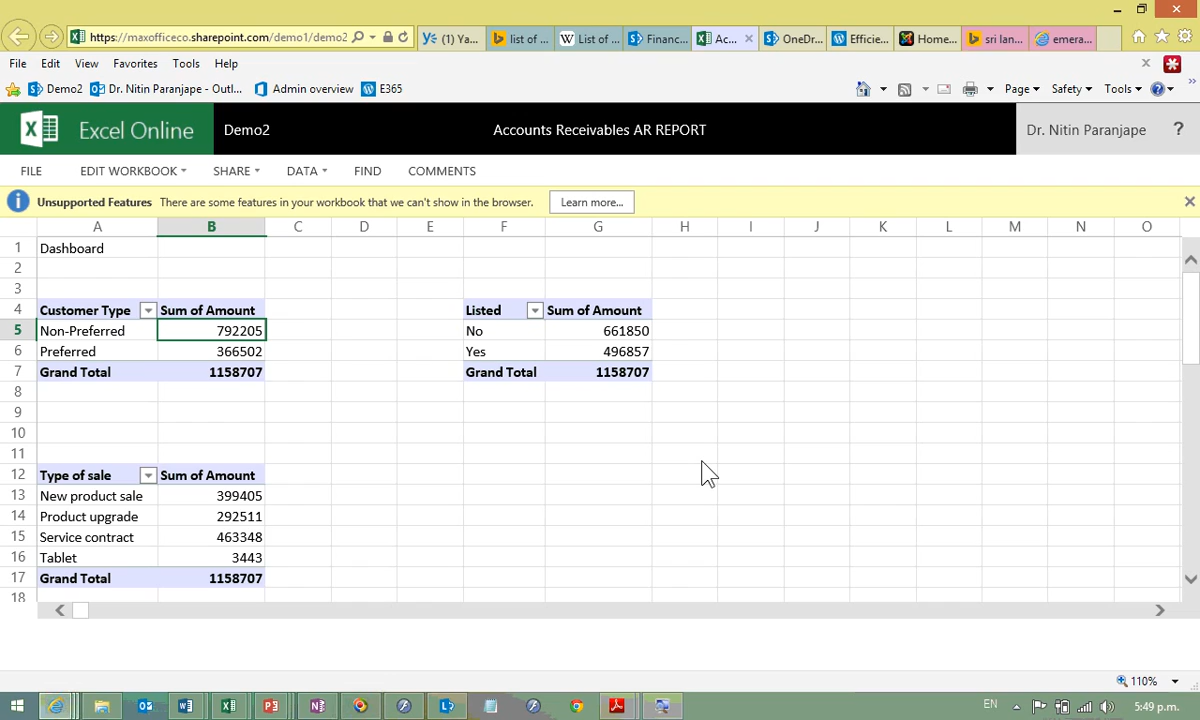 https://maxofficeco.sharepoint.com/demo1/demo2
(1) Ya...
list of ...
List of ...
Financ...
Ac...
OneDr...
Efficie...
Home...
sri lan...
emera...
File Edit View Favorites Tools Help
Demo2 Dr. Nitin Paranjape - Outl... Admin overview E365
Page Safety Tools
Excel Online Demo2 Accounts Receivables AR REPORT Dr. Nitin Paranjape ?
FILE EDIT WORKBOOK SHARE DATA FIND COMMENTS
Unsupported Features There are some features in your workbook that we can't show in the browser. Learn more...
A B C D E F G H I J K L M N O
1 Dashboard
2
3
4 Customer Type Sum of Amount Listed Sum of Amount
5 Non-Preferred 792205 No 661850
6 Preferred 366502 Yes 496857
7 Grand Total 1158707 Grand Total 1158707
8
9
10
11
12 Type of sale Sum of Amount
13 New product sale 399405
14 Product upgrade 292511
15 Service contract 463348
16 Tablet 3443
17 Grand Total 1158707
18
110%
EN 5:49 p.m.